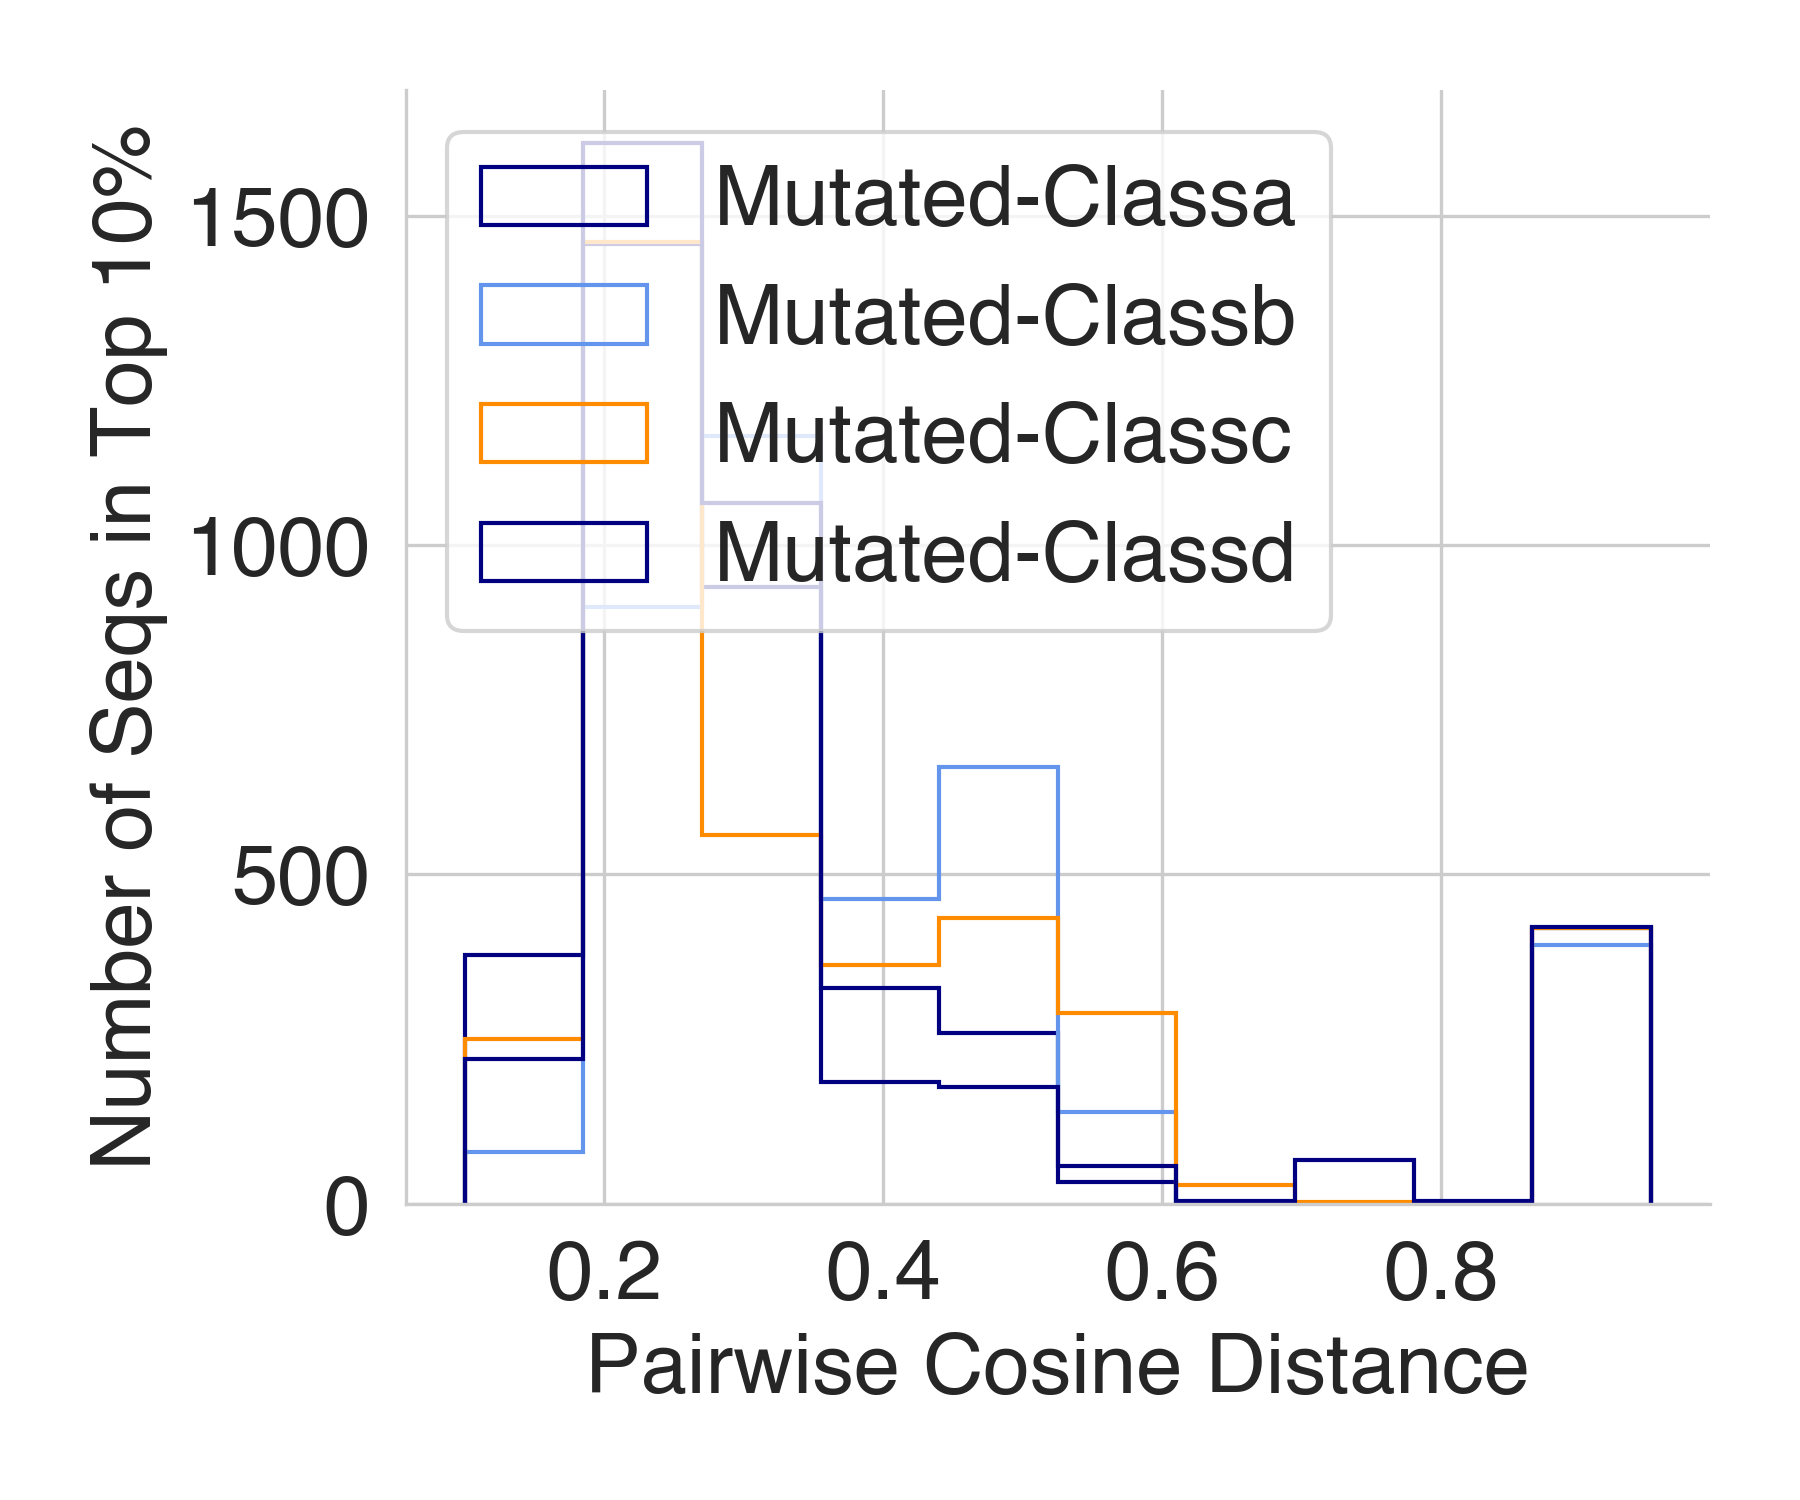 Number of Seqs in Top 10%
1500
1000
500
0
Mutated-Classa
Mutated-Classb
Mutated-Classc
Mutated-Classd
0.2 0.4 0.6 0.8
Pairwise Cosine Distance